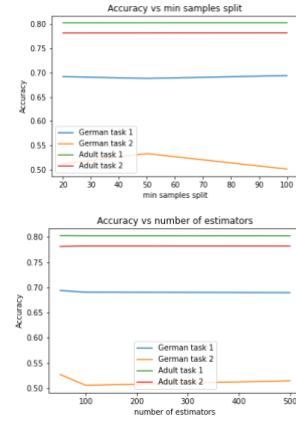 Accuracy vs min samples split
0.80
0.75
0.70
0.65
0.60
0.55
0.50
Accuracy
German task 1
German task 2
Adult task 1
Adult task 2
20 30 40 50 60 70 80 90 100
min samples split
Accuracy vs number of estimators
0.80
0.75
0.70
0.65
0.60
0.55
0.50
Accuracy
German task 1
German task 2
Adult task 1
Adult task 2
100 200 300 400 500
number of estimators